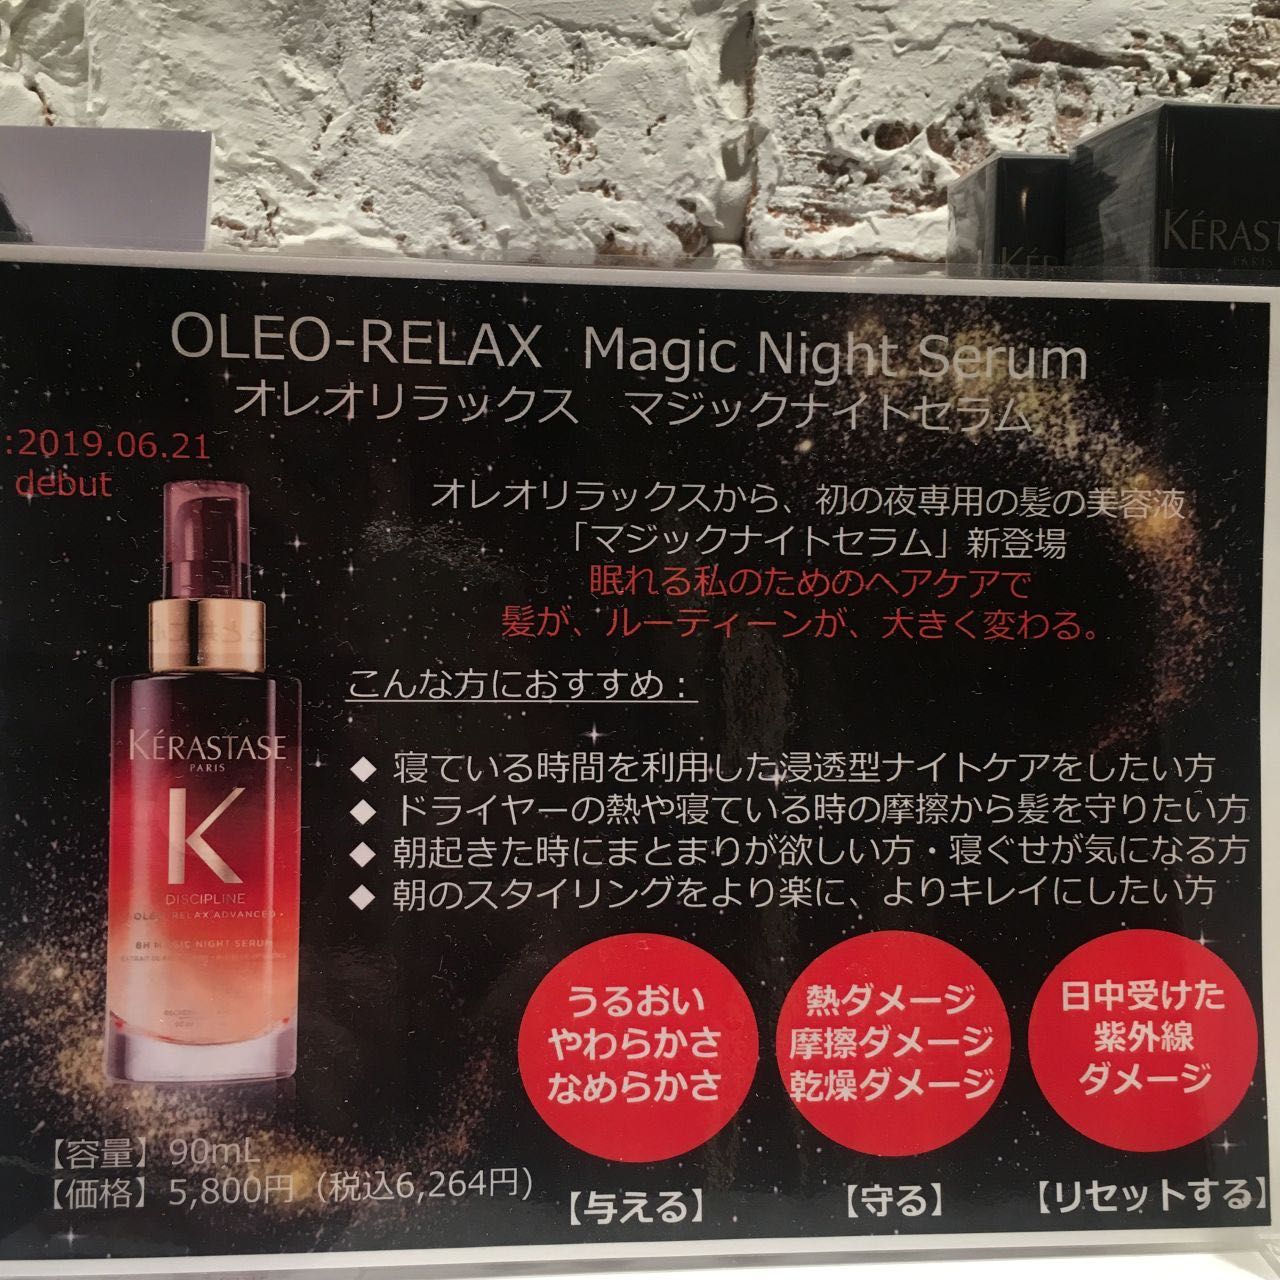 KÉRAST
PARIS
KÉR
OLEO-RELAX Magic Night Serum
オレオリラックス マジックナイトセラム
:2019.06.21
debut
オレオリラックスから、初の夜専用の髪の美容液
「マジックナイトセラム」新登場
眠れる私のためのヘアケアで
髪が、ルーティーンが、大きく変わる。
こんな方におすすめ：
◆ 寝ている時間を利用した浸透型ナイトケアをしたい方
◆ ドライヤーの熱や寝ている時の摩擦から髪を守りたい方
◆ 朝起きた時にまとまりが欲しい方・寝ぐせが気になる方
◆ 朝のスタイリングをより楽に、よりキレイにしたい方
KÉRASTASE
PARIS
K
DISCIPLINE
OLEO-RELAX ADVANCED
8H MAGIC NIGHT SERUM
うるおい
やわらかさ
なめらかさ
【与える】
熱ダメージ
摩擦ダメージ
乾燥ダメージ
【守る】
日中受けた
紫外線
ダメージ
【リセットする】
【容量】90mL
【価格】5,800円（税込6,264円）